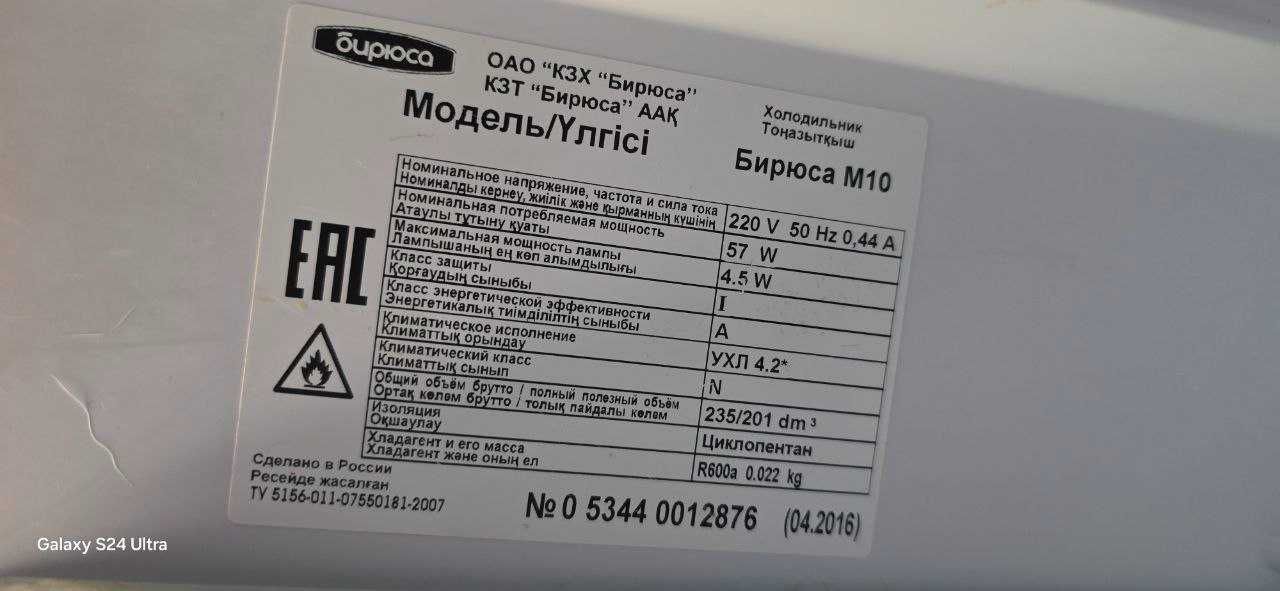 бирюса
ОАО "КЗХ "Бирюса"
КЗТ "Бирюса" ААҚ
Модель/Үлгісі
Холодильник
Тоңазытқыш
Бирюса М10
Номинальное напряжение, частота и сила тока
Номиналды кернеу, жиілік және қырманның күшінің
220 V 50 Hz 0,44 A
Номинальная потребляемая мощность
Атаулы тұтыну қуаты
57 W
Максимальная мощность лампы
Лампышаның ең көп алымдылығы
4.5 W
Класс защиты
Қорғаудың сыныбы
I
Класс энергетической эффективности
Энергетикалық тиімділілтің сыныбы
А
Климатическое исполнение
Климаттық орындау
УХЛ 4.2*
Климатический класс
Климаттық сынып
N
Общий объём брутто / полный полезный объём
Ортақ көлем брутто / толық пайдалы көлем
235/201 dm³
Изоляция
Оқшаулау
Циклопентан
Хладагент и его масса
Хладагент және оның ел
R600a 0.022 kg
ЕАС
Сделано в России
Ресейде жасалған
TV 5156-011-07550181-2007
№ 0 5344 0012876 (04.2016)
Galaxy S24 Ultra